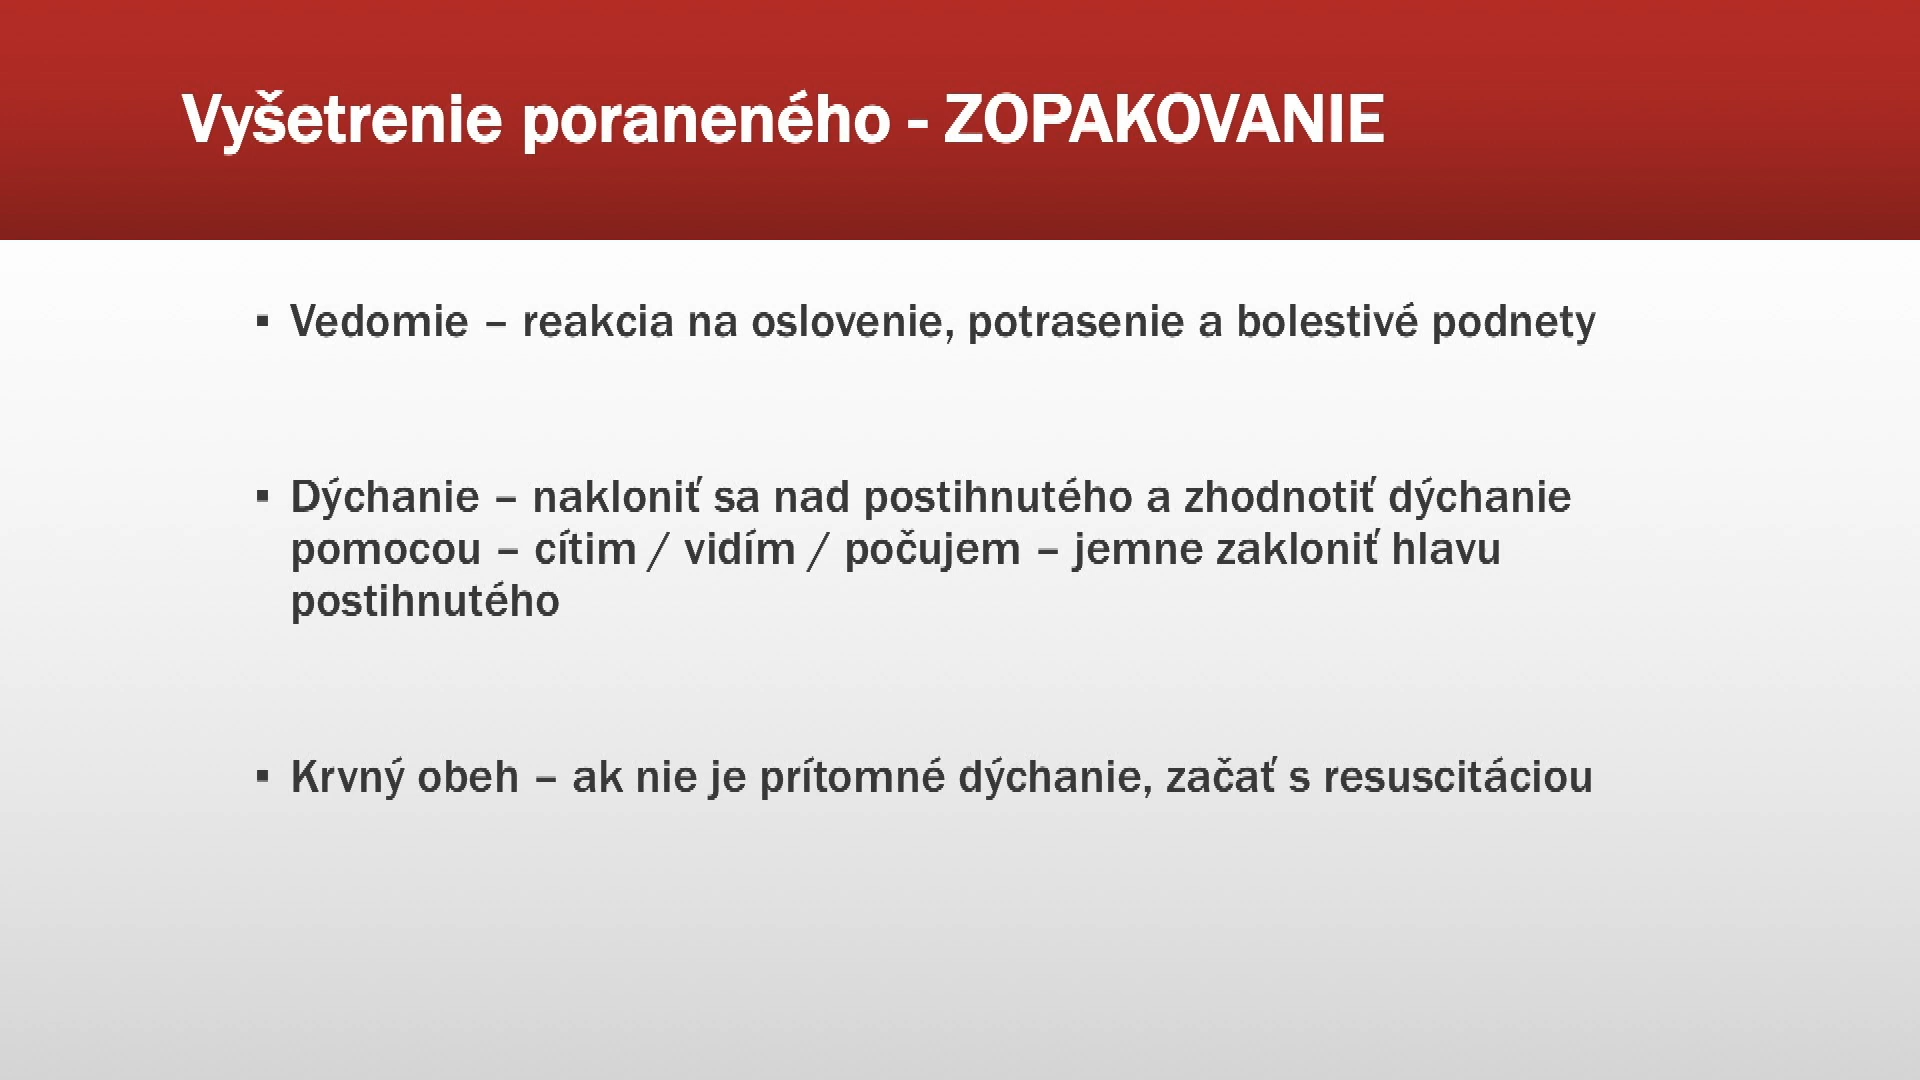 Vyšetrenie poraneného - ZOPAKOVANIE
▪ Vedomie – reakcia na oslovenie, potrasenie a bolestivé podnety
▪ Dýchanie – nakloniť sa nad postihnutého a zhodnotiť dýchanie
pomocou – cítim / vidím / počujem – jemne zakloniť hlavu
postihnutého
▪ Krvný obeh – ak nie je prítomné dýchanie, začať s resuscitáciou